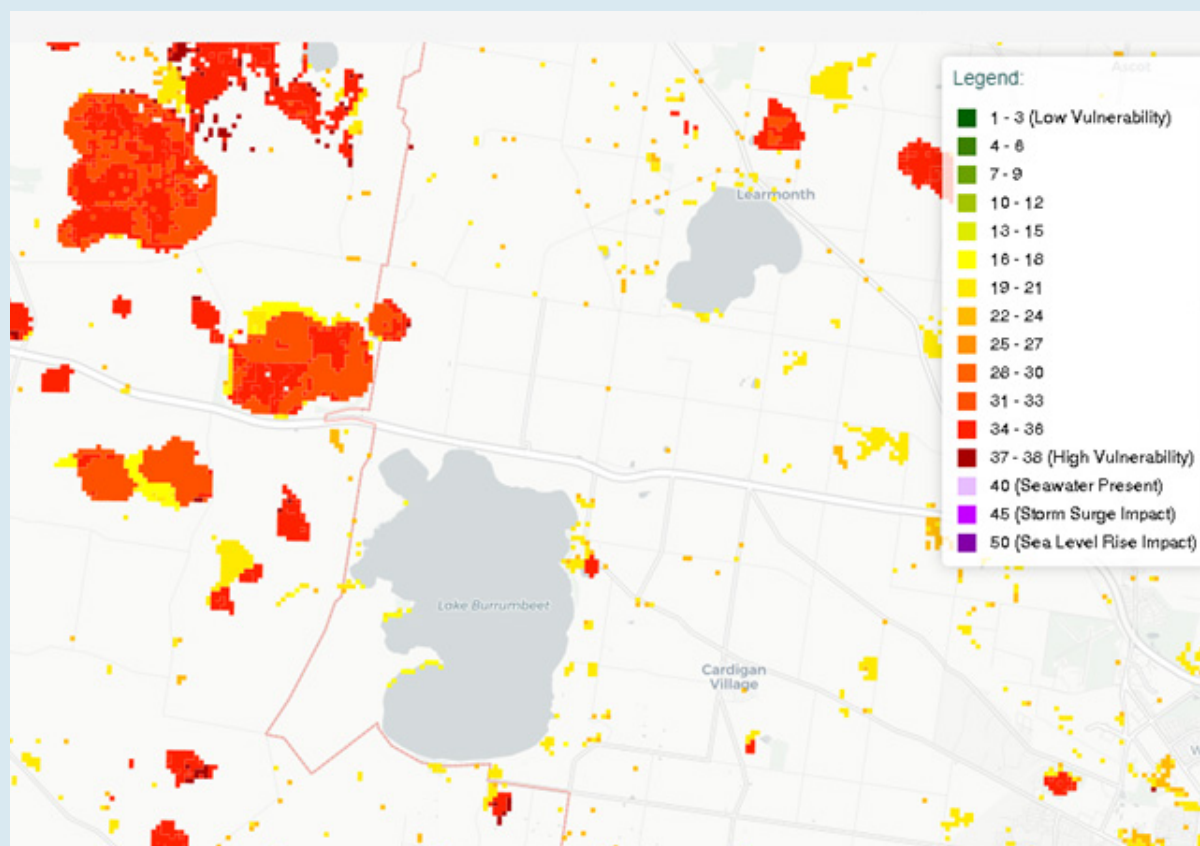 Legend:
Ascot
1 - 3 (Low Vulnerability)
4 - 6
7 - 9
10 - 12
13 - 15
16 - 18
19 - 21
22 - 24
25 - 27
28 - 30
31 - 33
34 - 36
37 - 38 (High Vulnerability)
40 (Seawater Present)
45 (Storm Surge Impact)
50 (Sea Level Rise Impact)
Learmonth
Lake Burrumbeet
Cardigan
Village